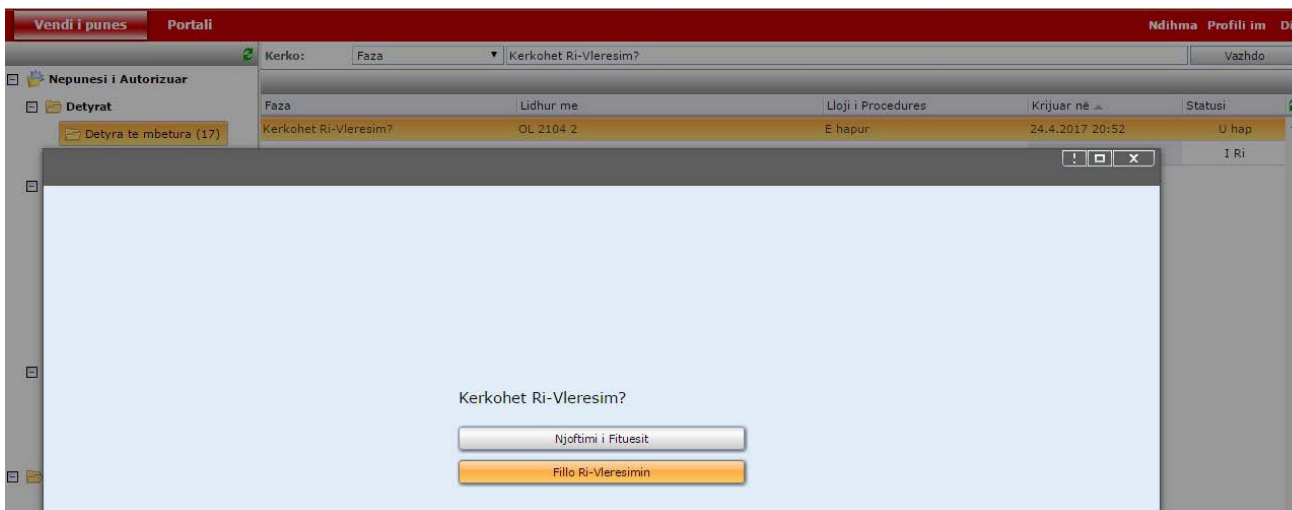 Vendi i punes Portali Ndihma Profili im Di
Kerko: Faza Kerkohet Ri-Vleresim? Vazhdo
Nepunesi i Autorizuar
Detyrat Faza Lidhur me Lloji i Procedures Krijuar në Statusi
Detyra te mbetura (17) Kerkohet Ri-Vleresim? OL 2104 2 E hapur 24.4.2017 20:52 U hap
I Ri
Kerkohet Ri-Vleresim?
Njoftimi i Fituesit
Fillo Ri-Vleresimin